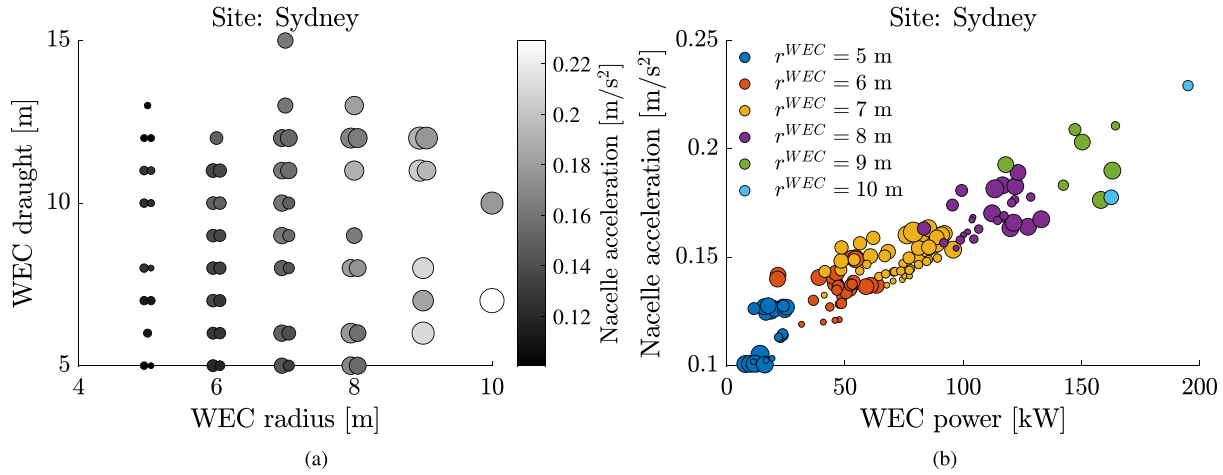 Site: Sydney
15
10
5
WEC draught [m]
4
6
8
10
WEC radius [m]
0.22
0.2
0.18
0.16
0.14
0.12
Nacelle acceleration [m/s²]
(a)
Site: Sydney
0.25
0.2
0.15
0.1
Nacelle acceleration [m/s²]
r^{WEC} = 5 m
r^{WEC} = 6 m
r^{WEC} = 7 m
r^{WEC} = 8 m
r^{WEC} = 9 m
r^{WEC} = 10 m
0
50
100
150
200
WEC power [kW]
(b)